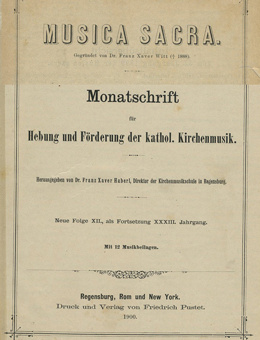 MUSICA SACRA.
Gegründet von Dr. Franz Xaver Witt († 1888).
Monatschrift
für
Hebung und Förderung der kathol. Kirchenmusik.
Herausgegeben von Dr. Franz Xaver Haberl, Direktor der Kirchenmusikschule in Regensburg.
Neue Folge XII., als Fortsetzung XXXIII. Jahrgang.
Mit 12 Musikbeilagen.
Regensburg, Rom und New York.
Druck und Verlag von Friedrich Pustet.
1900.